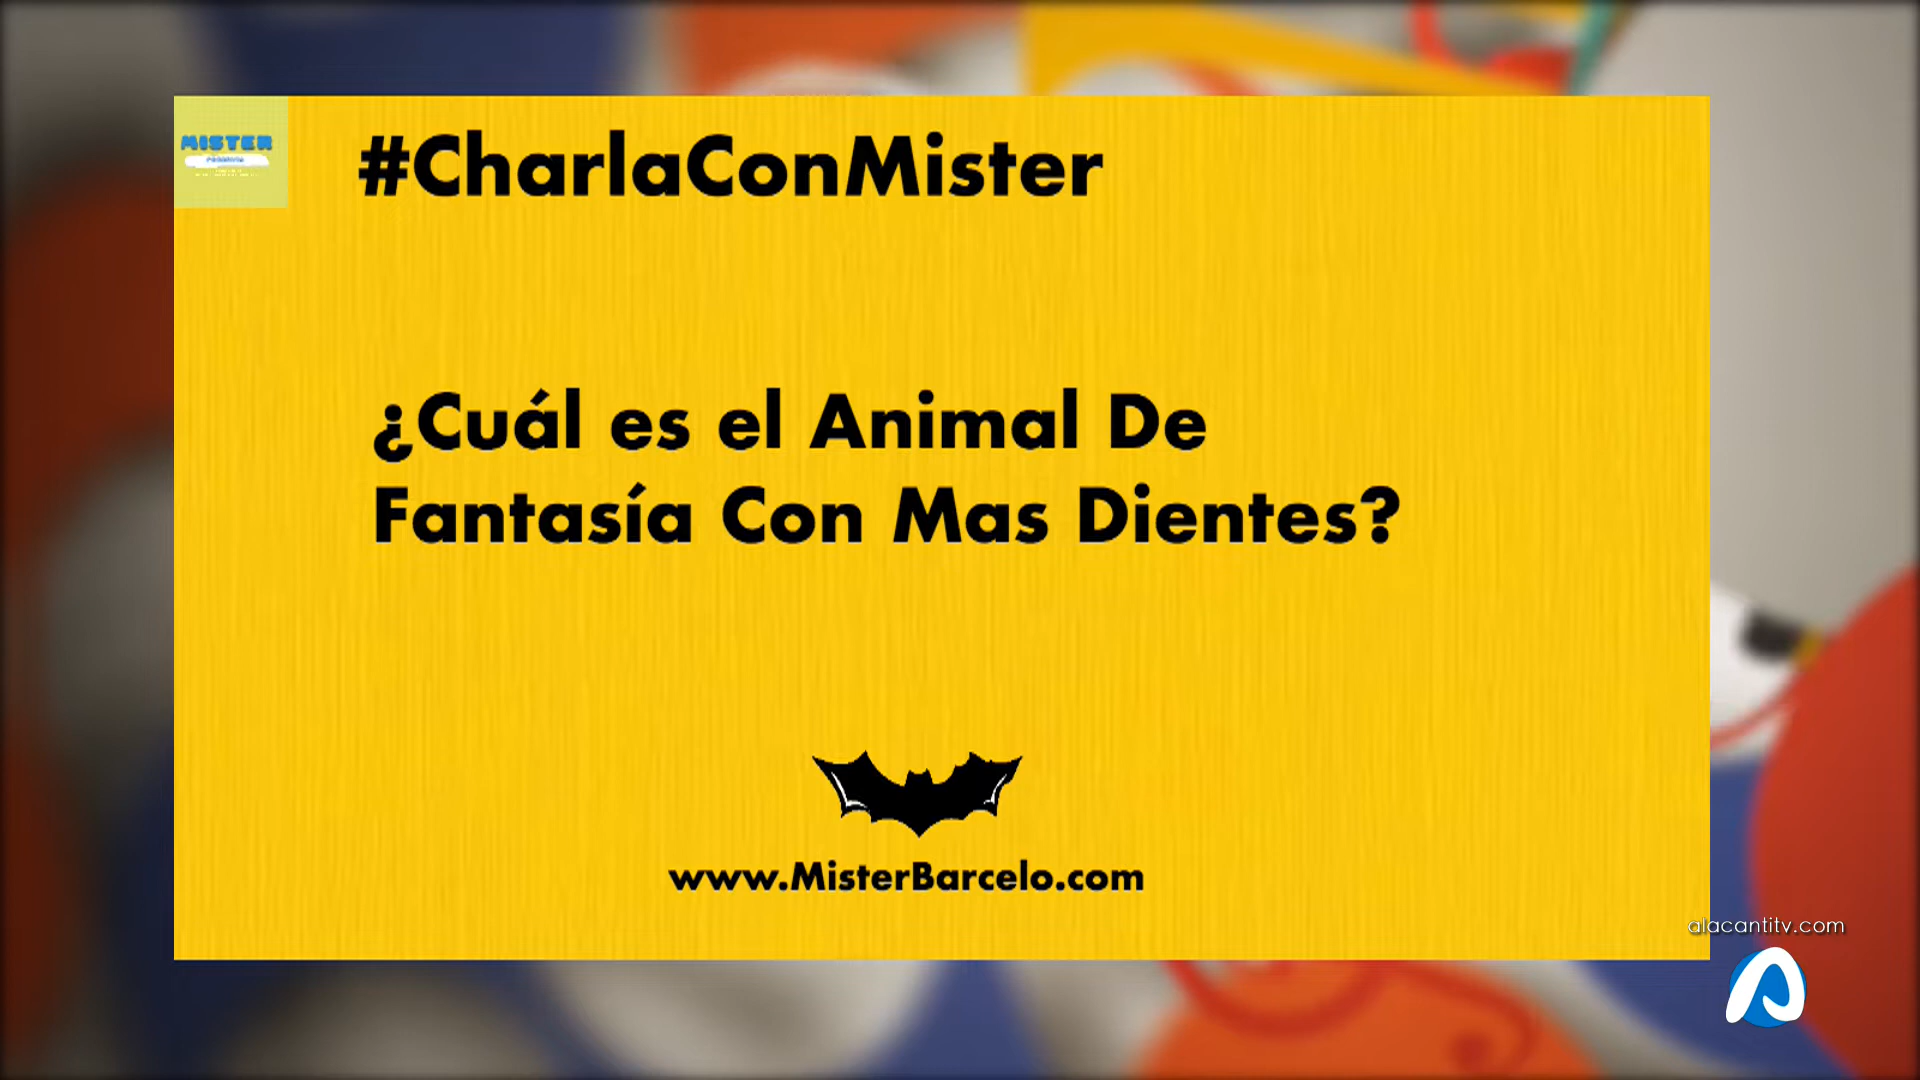 MISTER
#CharlaConMister
¿Cuál es el Animal De
Fantasía Con Mas Dientes?
www.MisterBarcelo.com
alacantitv.com